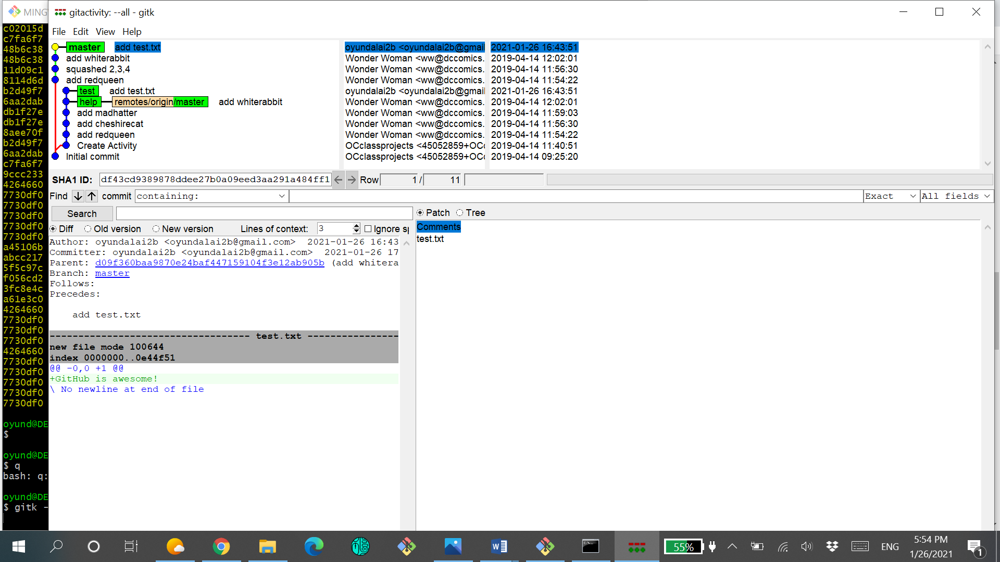 MING
gitactivity: --all - gitk
File Edit View Help
c02015d
c7fa6f7
48b6c38
48b6c38
11d09c1
8114d6d
b2d49f7
6aa2dab
db1f27e
db1f27e
8aee70f
b2d49f7
6aa2dab
c7fa6f7
9ccc233
4264660
7730df0
7730df0
7730df0
7730df0
7730df0
a45106b
abcc217
5f5c97c
f056cd2
3fc8e4c
a61e3c0
4264660
7730df0
7730df0
7730df0
4264660
7730df0
7730df0
7730df0
7730df0
7730df0
oyund@DE
$
oyund@DE
$ q
bash: q:
oyund@DE
$ gitk -
master add test.txt oyundalai2b <oyundalai2b@gmai 2021-01-26 16:43:51
add whiterabbit Wonder Woman <ww@dccomics. 2019-04-14 12:02:01
squashed 2,3,4 Wonder Woman <ww@dccomics. 2019-04-14 11:56:30
add redqueen Wonder Woman <ww@dccomics. 2019-04-14 11:54:22
test add test.txt oyundalai2b <oyundalai2b@gmai 2021-01-26 16:43:51
help remotes/origin/master add whiterabbit Wonder Woman <ww@dccomics. 2019-04-14 12:02:01
add madhatter Wonder Woman <ww@dccomics. 2019-04-14 11:59:03
add cheshirecat Wonder Woman <ww@dccomics. 2019-04-14 11:56:30
add redqueen Wonder Woman <ww@dccomics. 2019-04-14 11:54:22
Create Activity OCclassprojects <45052859+OCc 2019-04-14 11:40:51
Initial commit OCclassprojects <45052859+OCc 2019-04-14 09:25:20
SHA1 ID: df43cd9389878ddee27b0a09eed3aa291a484ff1 Row 1 / 11
Find commit containing: Exact All fields
Search Patch Tree
Diff Old version New version Lines of context: 3 Ignore sp
Comments
test.txt
Author: oyundalai2b <oyundalai2b@gmail.com> 2021-01-26 16:43
Committer: oyundalai2b <oyundalai2b@gmail.com> 2021-01-26 17
Parent: d09f360baa9870e24baf447159104f3e12ab905b (add whitera
Branch: master
Follows:
Precedes:
add test.txt
----------------------------------- test.txt ----------------
new file mode 100644
index 0000000..0e44f51
@@ -0,0 +1 @@
+GitHub is awesome!
\ No newline at end of file
55% ENG 5:54 PM
1/26/2021
1